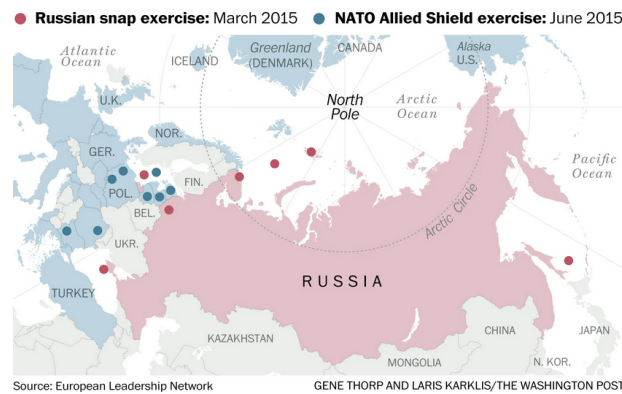 Russian snap exercise: March 2015 NATO Allied Shield exercise: June 2015
Atlantic
Ocean
ICELAND
Greenland
(DENMARK)
CANADA
Alaska
U.S.
U.K.
North
Pole
Arctic
Ocean
NOR.
GER.
Pacific
Ocean
FIN.
POL.
BEL.
Arctic Circle
UKR.
RUSSIA
TURKEY
KAZAKHSTAN
CHINA
JAPAN
MONGOLIA
N. KOR.
Source: European Leadership Network
GENE THORP AND LARIS KARKLIS/THE WASHINGTON POST